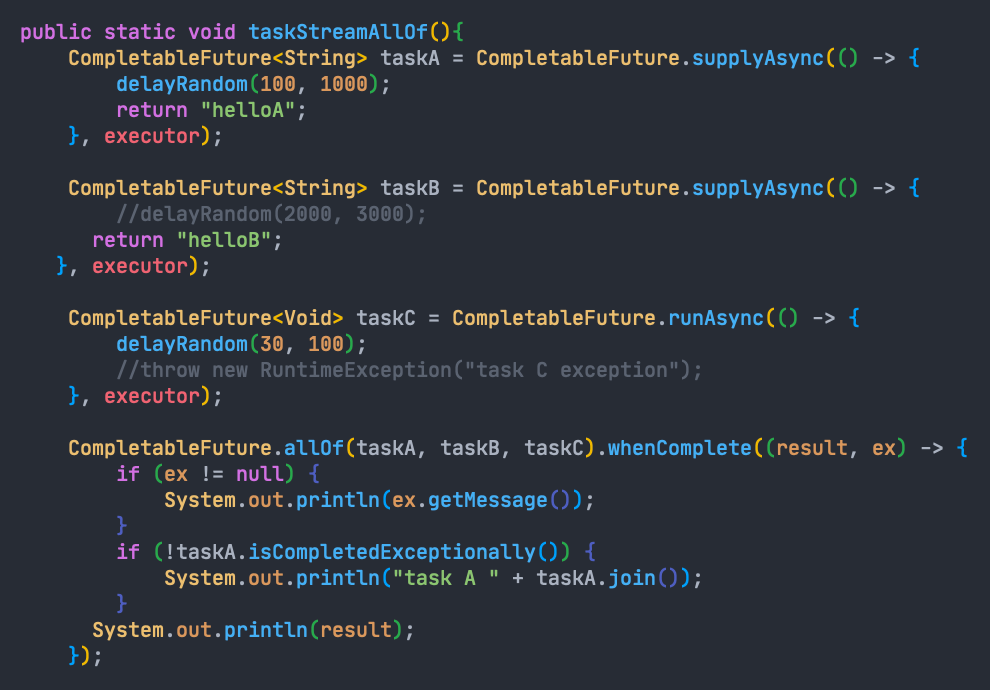 public static void taskStreamAllOf(){
    CompletableFuture<String> taskA = CompletableFuture.supplyAsync(() -> {
        delayRandom(100, 1000);
        return "helloA";
    }, executor);

    CompletableFuture<String> taskB = CompletableFuture.supplyAsync(() -> {
        //delayRandom(2000, 3000);
      return "helloB";
   }, executor);

    CompletableFuture<Void> taskC = CompletableFuture.runAsync(() -> {
        delayRandom(30, 100);
        //throw new RuntimeException("task C exception");
    }, executor);

    CompletableFuture.allOf(taskA, taskB, taskC).whenComplete((result, ex) -> {
        if (ex != null) {
            System.out.println(ex.getMessage());
        }
        if (!taskA.isCompletedExceptionally()) {
            System.out.println("task A " + taskA.join());
        }
      System.out.println(result);
    });